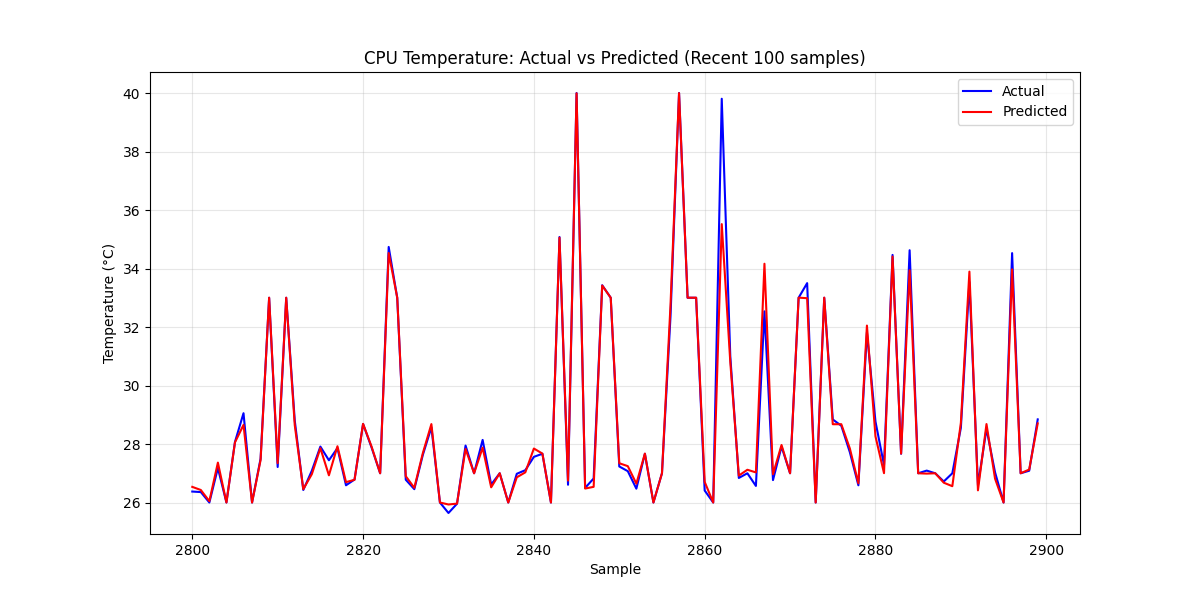 CPU Temperature: Actual vs Predicted (Recent 100 samples)
Actual
Predicted
Temperature (°C)
40
38
36
34
32
30
28
26
2800
2820
2840
2860
2880
2900
Sample